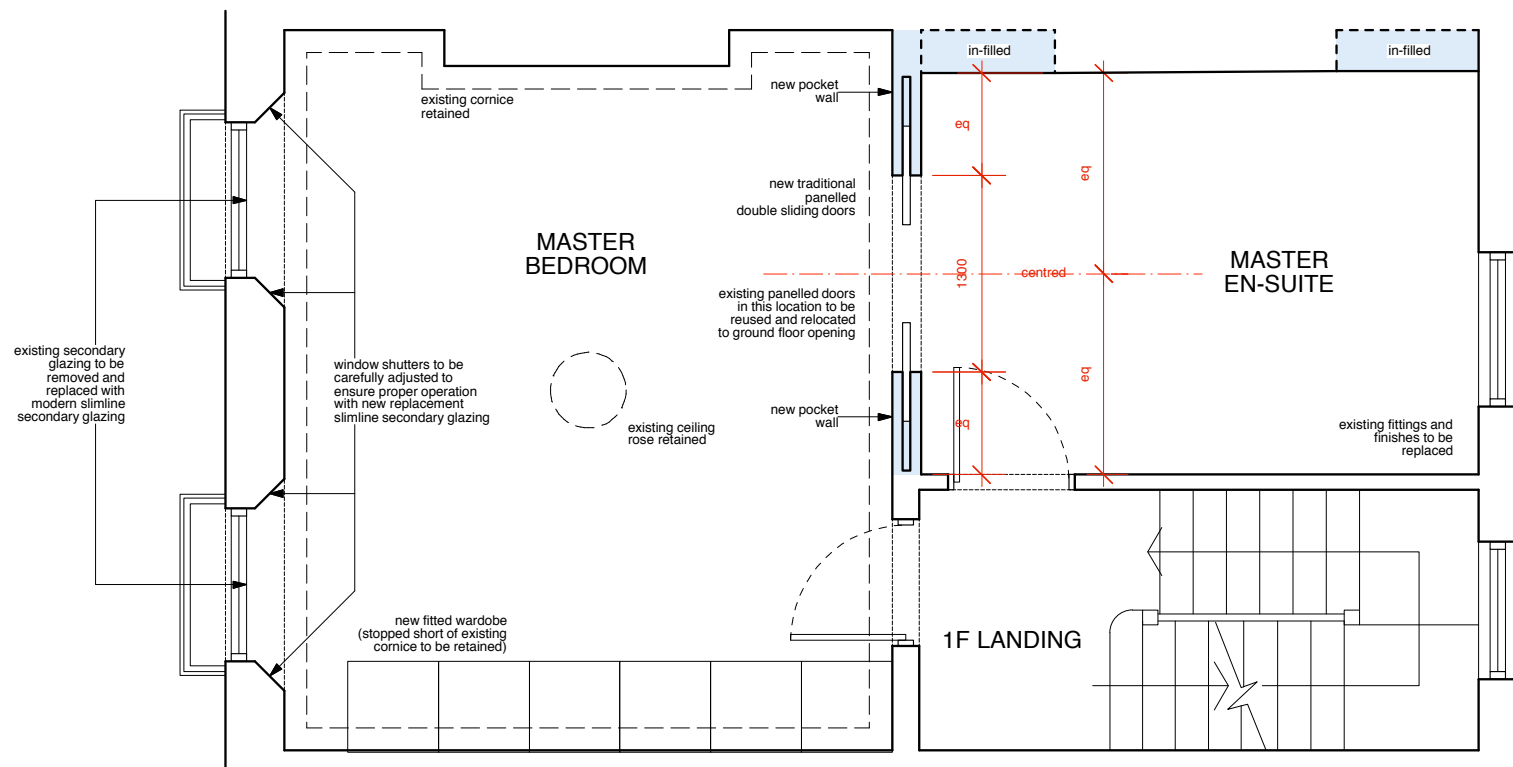 in-filled
in-filled
existing cornice
retained
new pocket
wall
eq
eq
new traditional
panelled
double sliding doors
MASTER
BEDROOM
MASTER
EN-SUITE
1300
centred
existing panelled doors
in this location to be
reused and relocated
to ground floor opening
existing secondary
glazing to be
removed and
replaced with
modern slimline
secondary glazing
window shutters to be
carefully adjusted to
ensure proper operation
with new replacement
slimline secondary glazing
eq
new pocket
wall
eq
existing ceiling
rose retained
existing fittings and
finishes to be
replaced
new fitted wardobe
(stopped short of existing
cornice to be retained)
1F LANDING